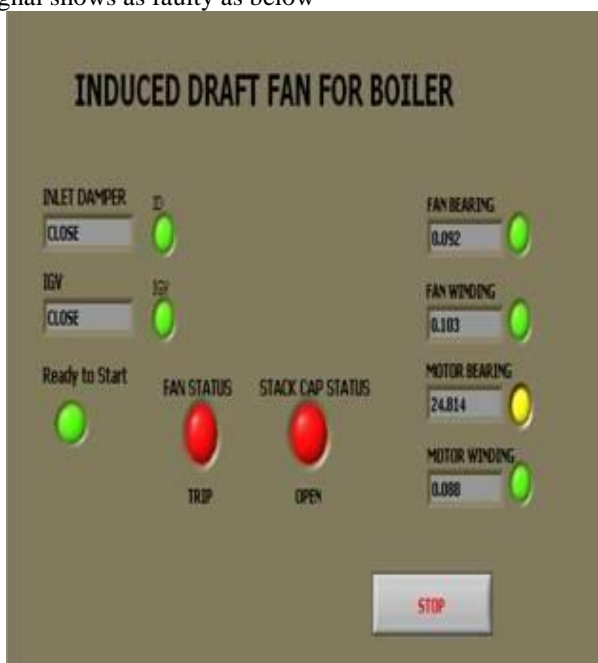 gnal shows as faulty as below
INDUCED DRAFT FAN FOR BOILER
INLET DAMPER
ID
CLOSE
IGV
IGV
CLOSE
Ready to Start
FAN STATUS
TRIP
STACK CAP STATUS
OPEN
FAN BEARING
0.092
FAN WINDING
0.103
MOTOR BEARING
24.814
MOTOR WINDING
0.088
STOP